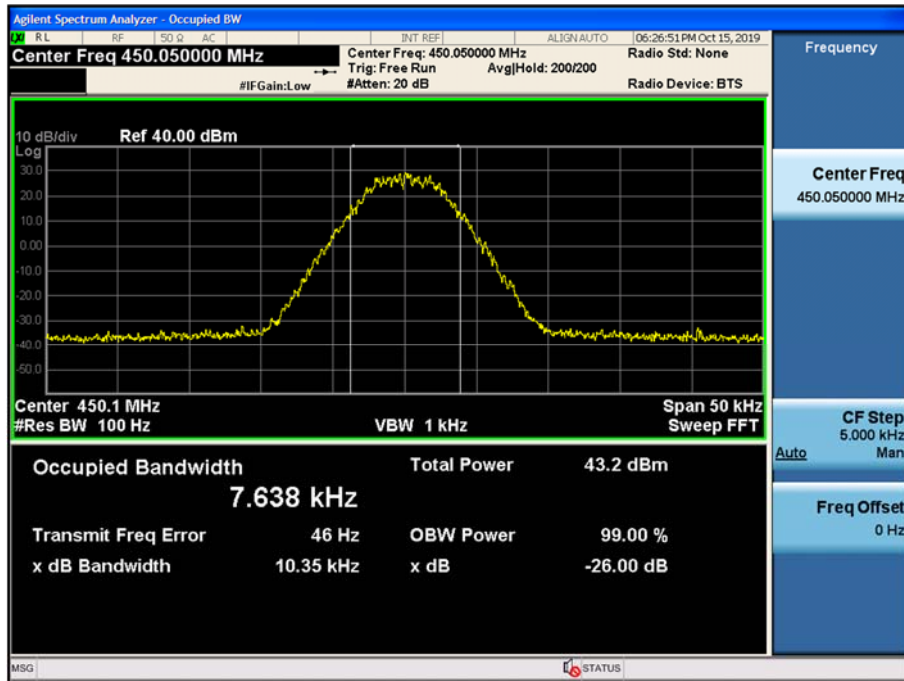 Agilent Spectrum Analyzer - Occupied BW
LXI RL RF 50 Ω AC INT REF ALIGN AUTO 06:26:51 PM Oct 15, 2019
Center Freq 450.050000 MHz
Center Freq: 450.050000 MHz Radio Std: None
Trig: Free Run Avg|Hold: 200/200
#IFGain:Low #Atten: 20 dB Radio Device: BTS
10 dB/div Ref 40.00 dBm
Log
30.0
20.0
10.0
0.00
-10.0
-20.0
-30.0
-40.0
-50.0
Center 450.1 MHz Span 50 kHz
#Res BW 100 Hz VBW 1 kHz Sweep FFT
Occupied Bandwidth Total Power 43.2 dBm
7.638 kHz
Transmit Freq Error 46 Hz OBW Power 99.00 %
x dB Bandwidth 10.35 kHz x dB -26.00 dB
MSG STATUS
Frequency
Center Freq
450.050000 MHz
CF Step
5.000 kHz
Auto Man
Freq Offset
0 Hz